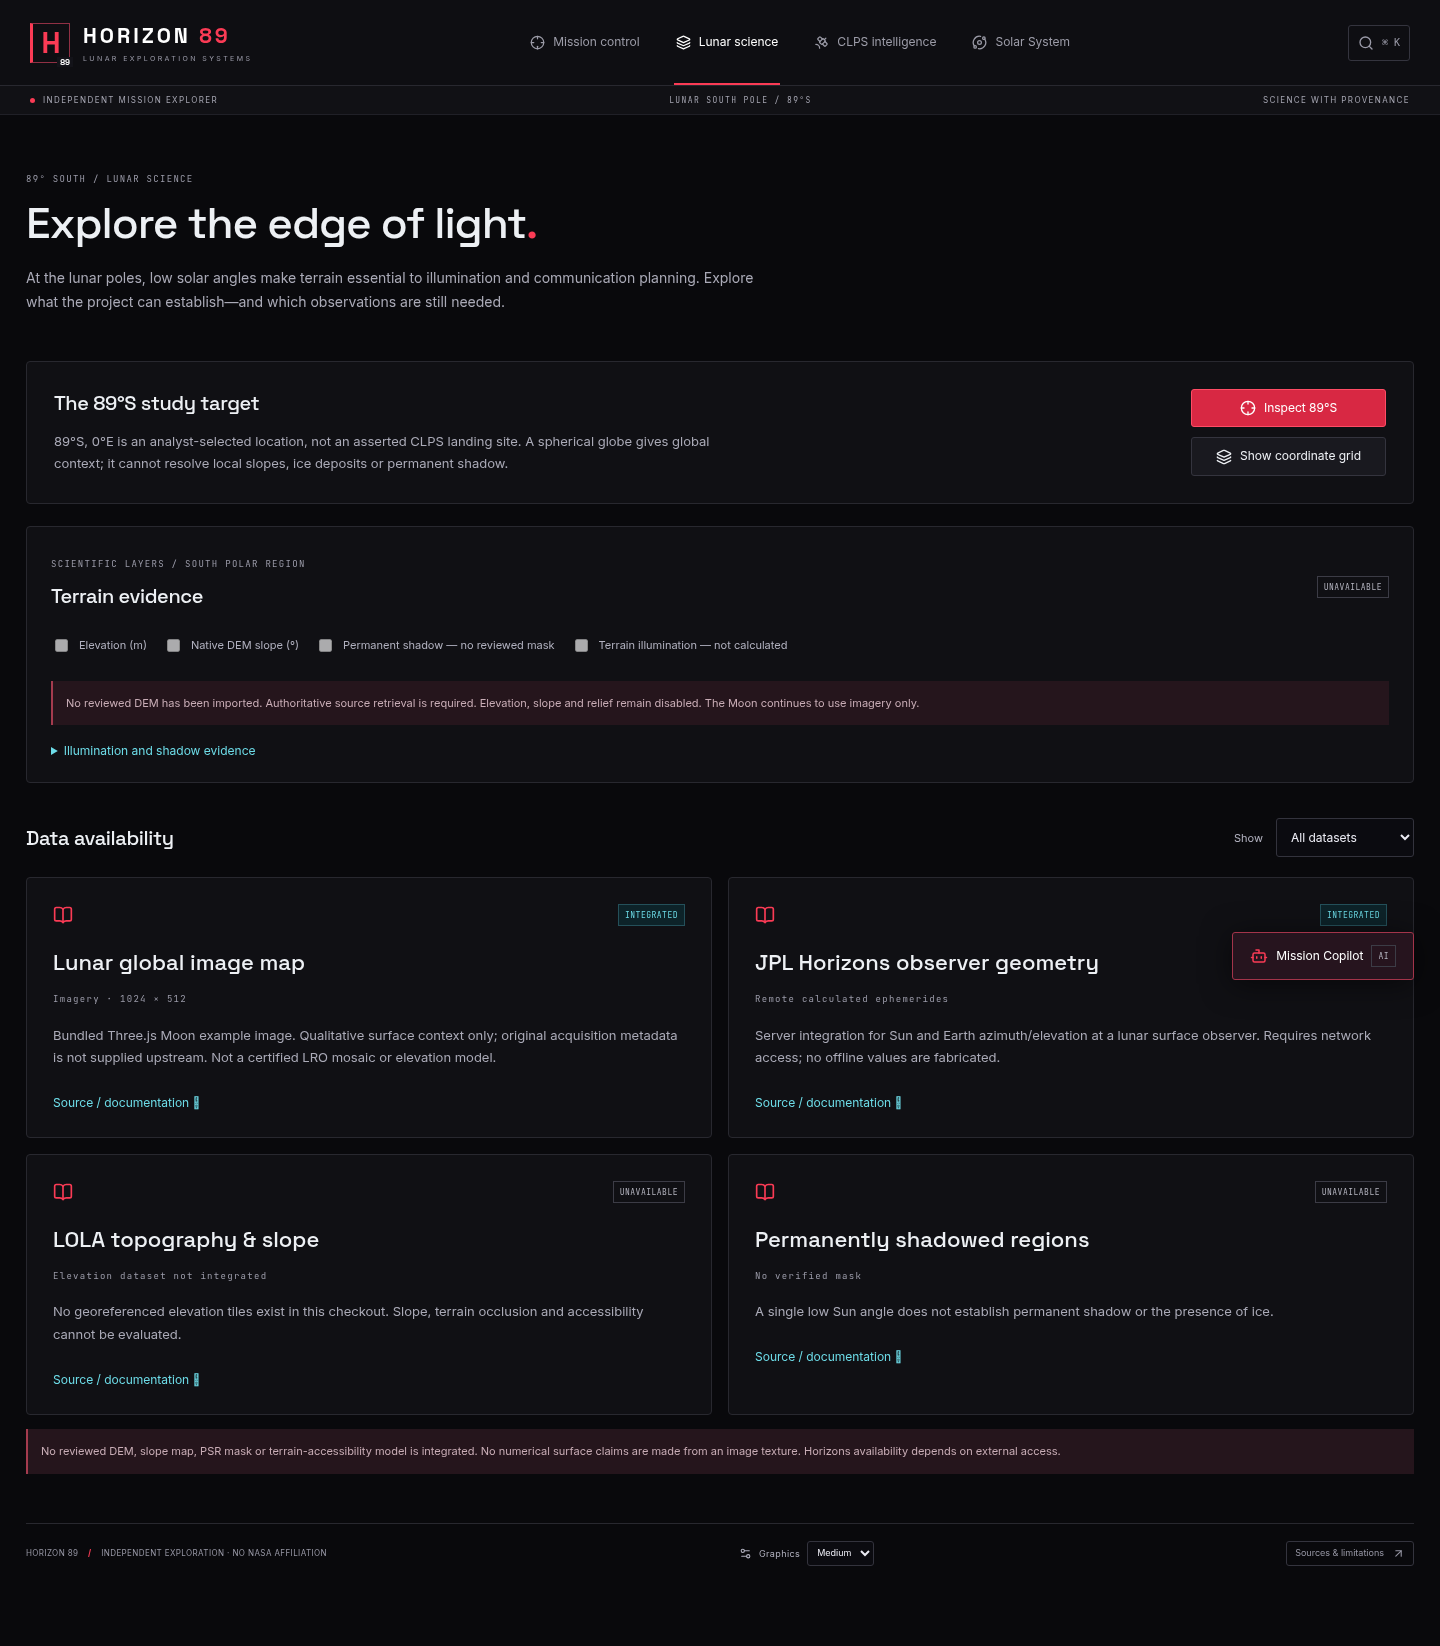 H
89
HORIZON 89
LUNAR EXPLORATION SYSTEMS
Mission control
Lunar science
CLPS intelligence
Solar System
⌘ K
INDEPENDENT MISSION EXPLORER
LUNAR SOUTH POLE / 89°S
SCIENCE WITH PROVENANCE
89° SOUTH / LUNAR SCIENCE
Explore the edge of light.
At the lunar poles, low solar angles make terrain essential to illumination and communication planning. Explore
what the project can establish—and which observations are still needed.
The 89°S study target
89°S, 0°E is an analyst-selected location, not an asserted CLPS landing site. A spherical globe gives global
context; it cannot resolve local slopes, ice deposits or permanent shadow.
Inspect 89°S
Show coordinate grid
SCIENTIFIC LAYERS / SOUTH POLAR REGION
Terrain evidence
UNAVAILABLE
Elevation (m)
Native DEM slope (°)
Permanent shadow — no reviewed mask
Terrain illumination — not calculated
No reviewed DEM has been imported. Authoritative source retrieval is required. Elevation, slope and relief remain disabled. The Moon continues to use imagery only.
Illumination and shadow evidence
Data availability
Show
All datasets
INTEGRATED
Lunar global image map
Imagery · 1024 × 512
Bundled Three.js Moon example image. Qualitative surface context only; original acquisition metadata
is not supplied upstream. Not a certified LRO mosaic or elevation model.
Source / documentation
INTEGRATED
JPL Horizons observer geometry
Mission Copilot AI
Remote calculated ephemerides
Server integration for Sun and Earth azimuth/elevation at a lunar surface observer. Requires network
access; no offline values are fabricated.
Source / documentation
UNAVAILABLE
LOLA topography & slope
Elevation dataset not integrated
No georeferenced elevation tiles exist in this checkout. Slope, terrain occlusion and accessibility
cannot be evaluated.
Source / documentation
UNAVAILABLE
Permanently shadowed regions
No verified mask
A single low Sun angle does not establish permanent shadow or the presence of ice.
Source / documentation
No reviewed DEM, slope map, PSR mask or terrain-accessibility model is integrated. No numerical surface claims are made from an image texture. Horizons availability depends on external access.
HORIZON 89 / INDEPENDENT EXPLORATION · NO NASA AFFILIATION
Graphics
Medium
Sources & limitations